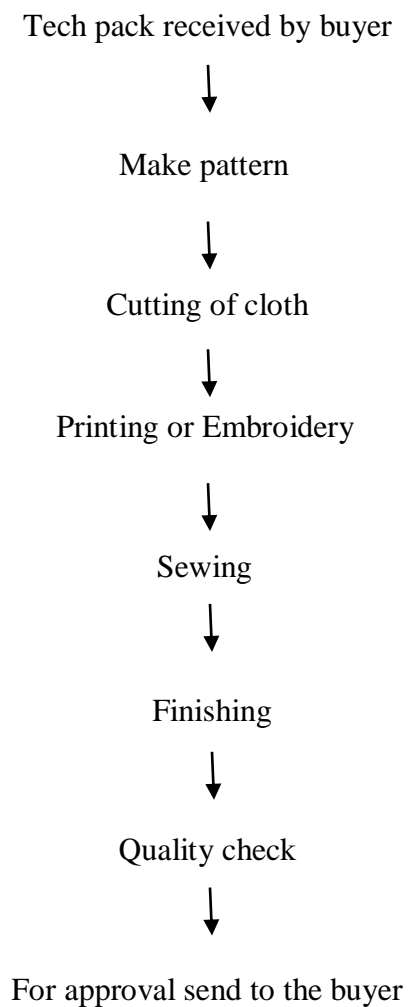 Tech pack received by buyer
Make pattern
Cutting of cloth
Printing or Embroidery
Sewing
Finishing
Quality check
For approval send to the buyer